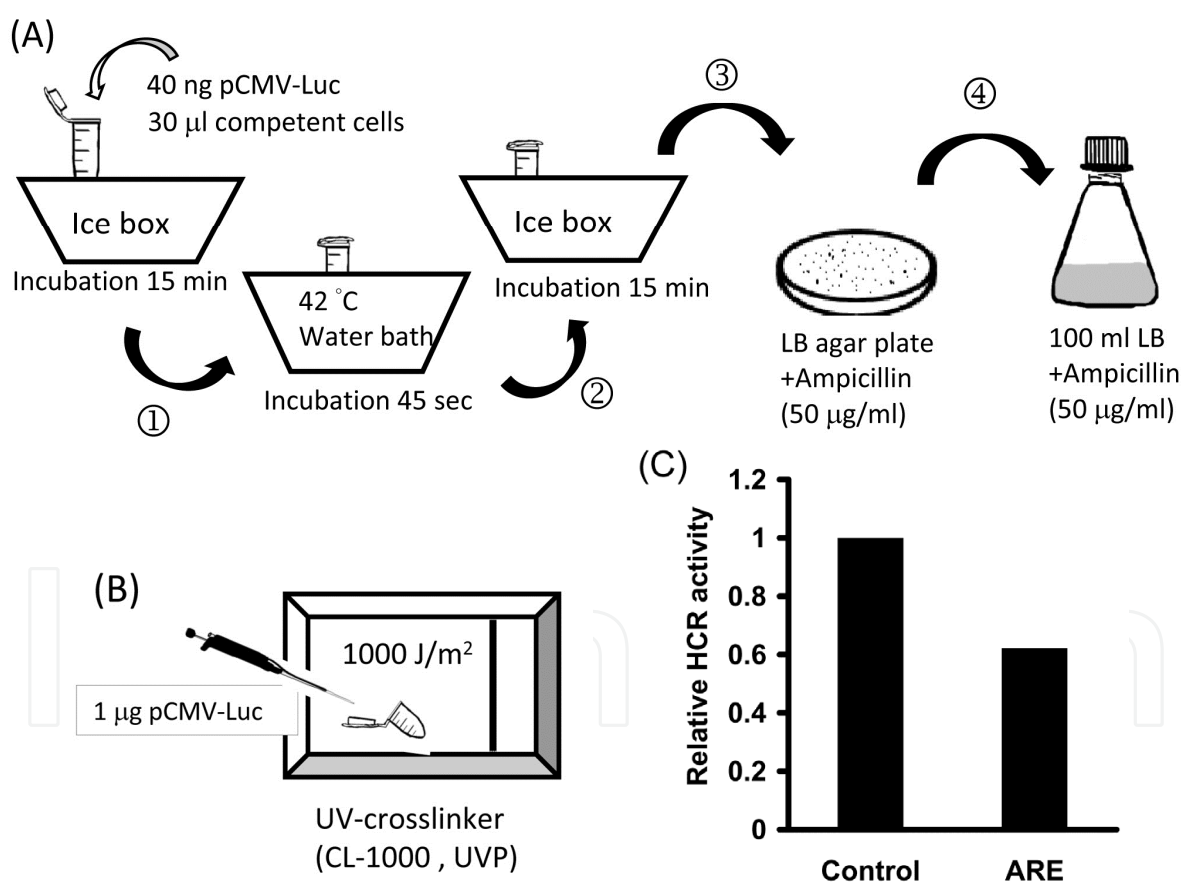 (A)
40 ng pCMV-Luc
30 μl competent cells
Ice box
Incubation 15 min
①
42 °C
Water bath
Incubation 45 sec
②
Ice box
Incubation 15 min
③
LB agar plate
+Ampicillin
(50 μg/ml)
④
100 ml LB
+Ampicillin
(50 μg/ml)
(B)
1 μg pCMV-Luc
1000 J/m²
UV-crosslinker
(CL-1000 , UVP)
(C)
Relative HCR activity
1.2
1
0.8
0.6
0.4
0.2
0
Control
ARE